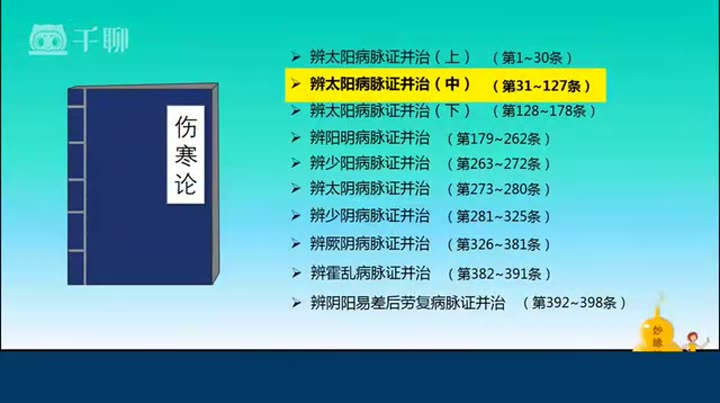 千聊
伤寒论
辨太阳病脉证并治（上）（第1~30条）
辨太阳病脉证并治（中）（第31~127条）
辨太阳病脉证并治（下）（第128~178条）
辨阳明病脉证并治（第179~262条）
辨少阳病脉证并治（第263~272条）
辨太阴病脉证并治（第273~280条）
辨少阴病脉证并治（第281~325条）
辨厥阴病脉证并治（第326~381条）
辨霍乱病脉证并治（第382~391条）
辨阴阳易差后劳复病脉证并治（第392~398条）
妙